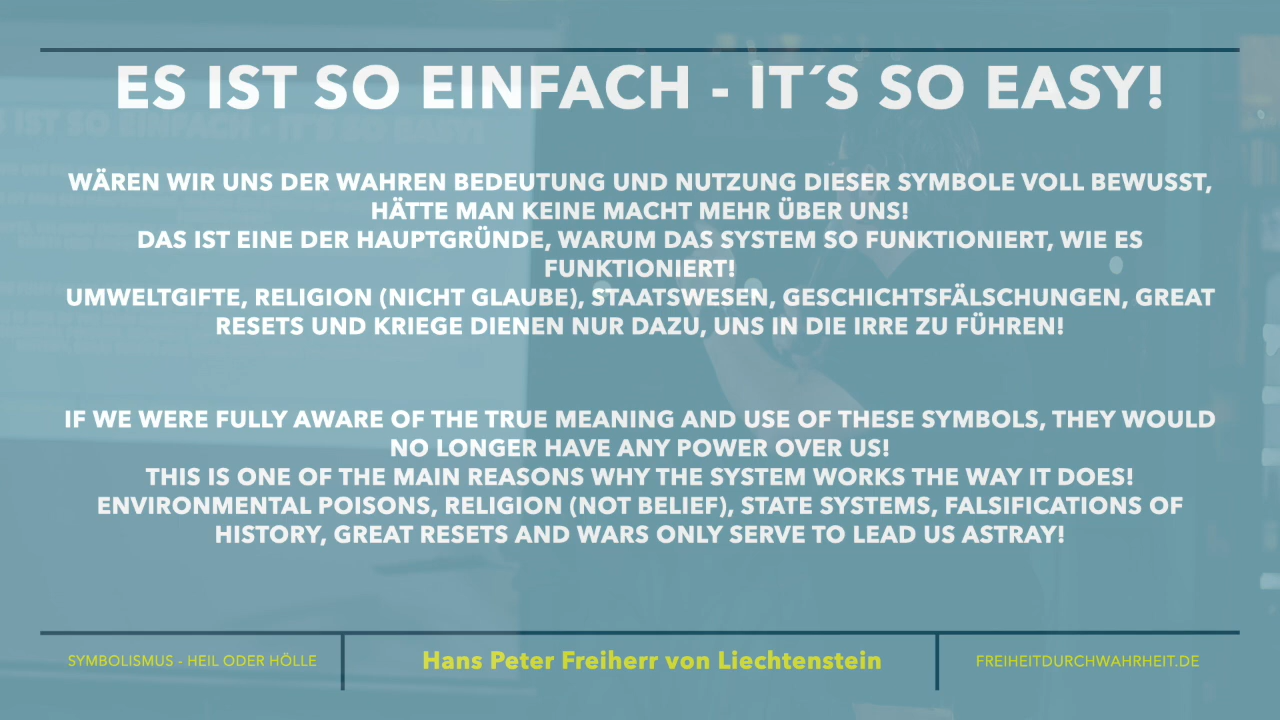 ES IST SO EINFACH - IT´S SO EASY!
WÄREN WIR UNS DER WAHREN BEDEUTUNG UND NUTZUNG DIESER SYMBOLE VOLL BEWUSST,
HÄTTE MAN KEINE MACHT MEHR ÜBER UNS!
DAS IST EINE DER HAUPTGRÜNDE, WARUM DAS SYSTEM SO FUNKTIONIERT, WIE ES
FUNKTIONIERT!
UMWELTGIFTE, RELIGION (NICHT GLAUBE), STAATSWESEN, GESCHICHTSFÄLSCHUNGEN, GREAT
RESETS UND KRIEGE DIENEN NUR DAZU, UNS IN DIE IRRE ZU FÜHREN!
IF WE WERE FULLY AWARE OF THE TRUE MEANING AND USE OF THESE SYMBOLS, THEY WOULD
NO LONGER HAVE ANY POWER OVER US!
THIS IS ONE OF THE MAIN REASONS WHY THE SYSTEM WORKS THE WAY IT DOES!
ENVIRONMENTAL POISONS, RELIGION (NOT BELIEF), STATE SYSTEMS, FALSIFICATIONS OF
HISTORY, GREAT RESETS AND WARS ONLY SERVE TO LEAD US ASTRAY!
SYMBOLISMUS - HEIL ODER HÖLLE
Hans Peter Freiherr von Liechtenstein
FREIHEITDURCHWAHRHEIT.DE